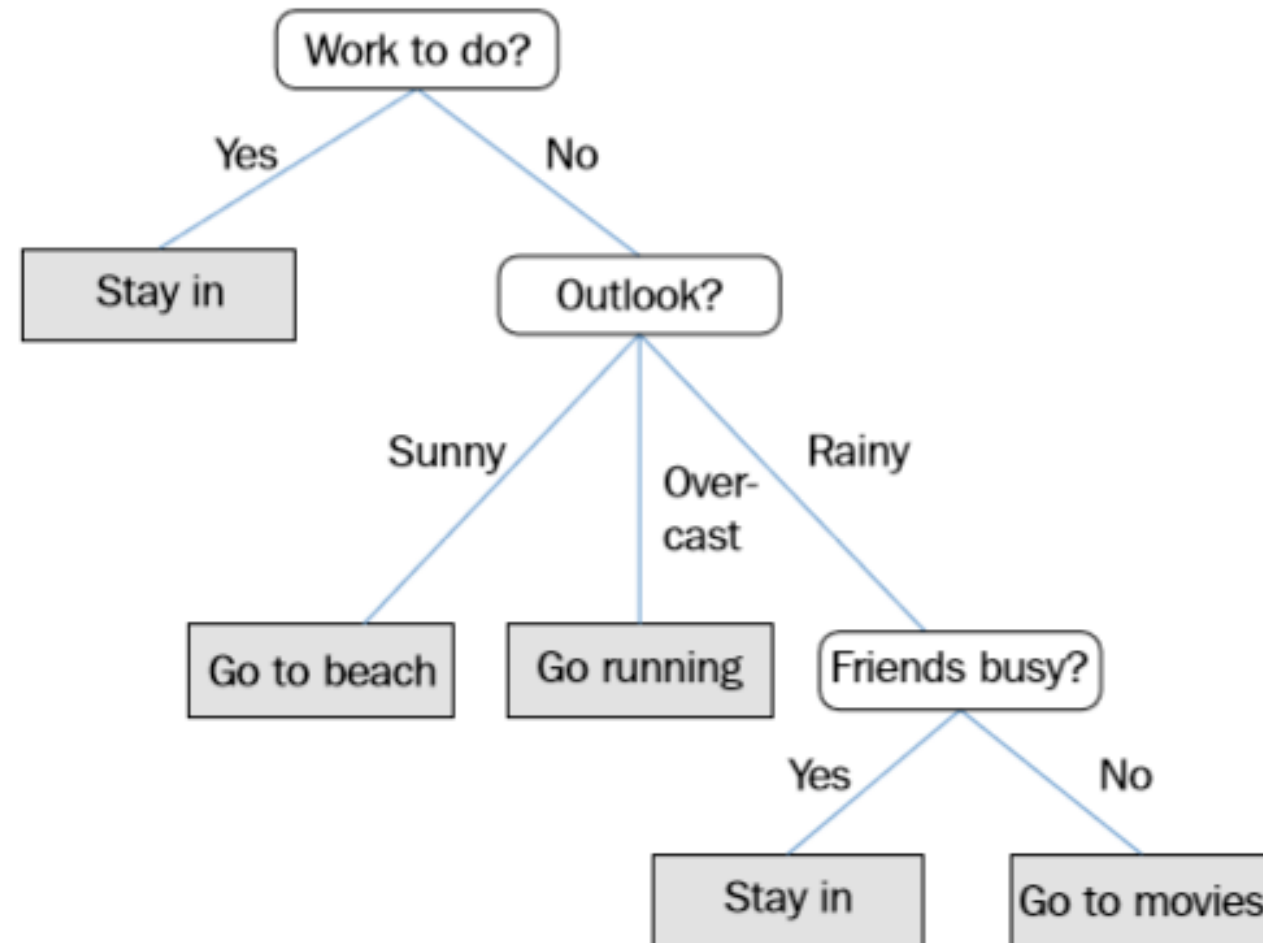 Work to do?
Yes
No
Stay in
Outlook?
Sunny
Over-
cast
Rainy
Go to beach
Go running
Friends busy?
Yes
No
Stay in
Go to movies